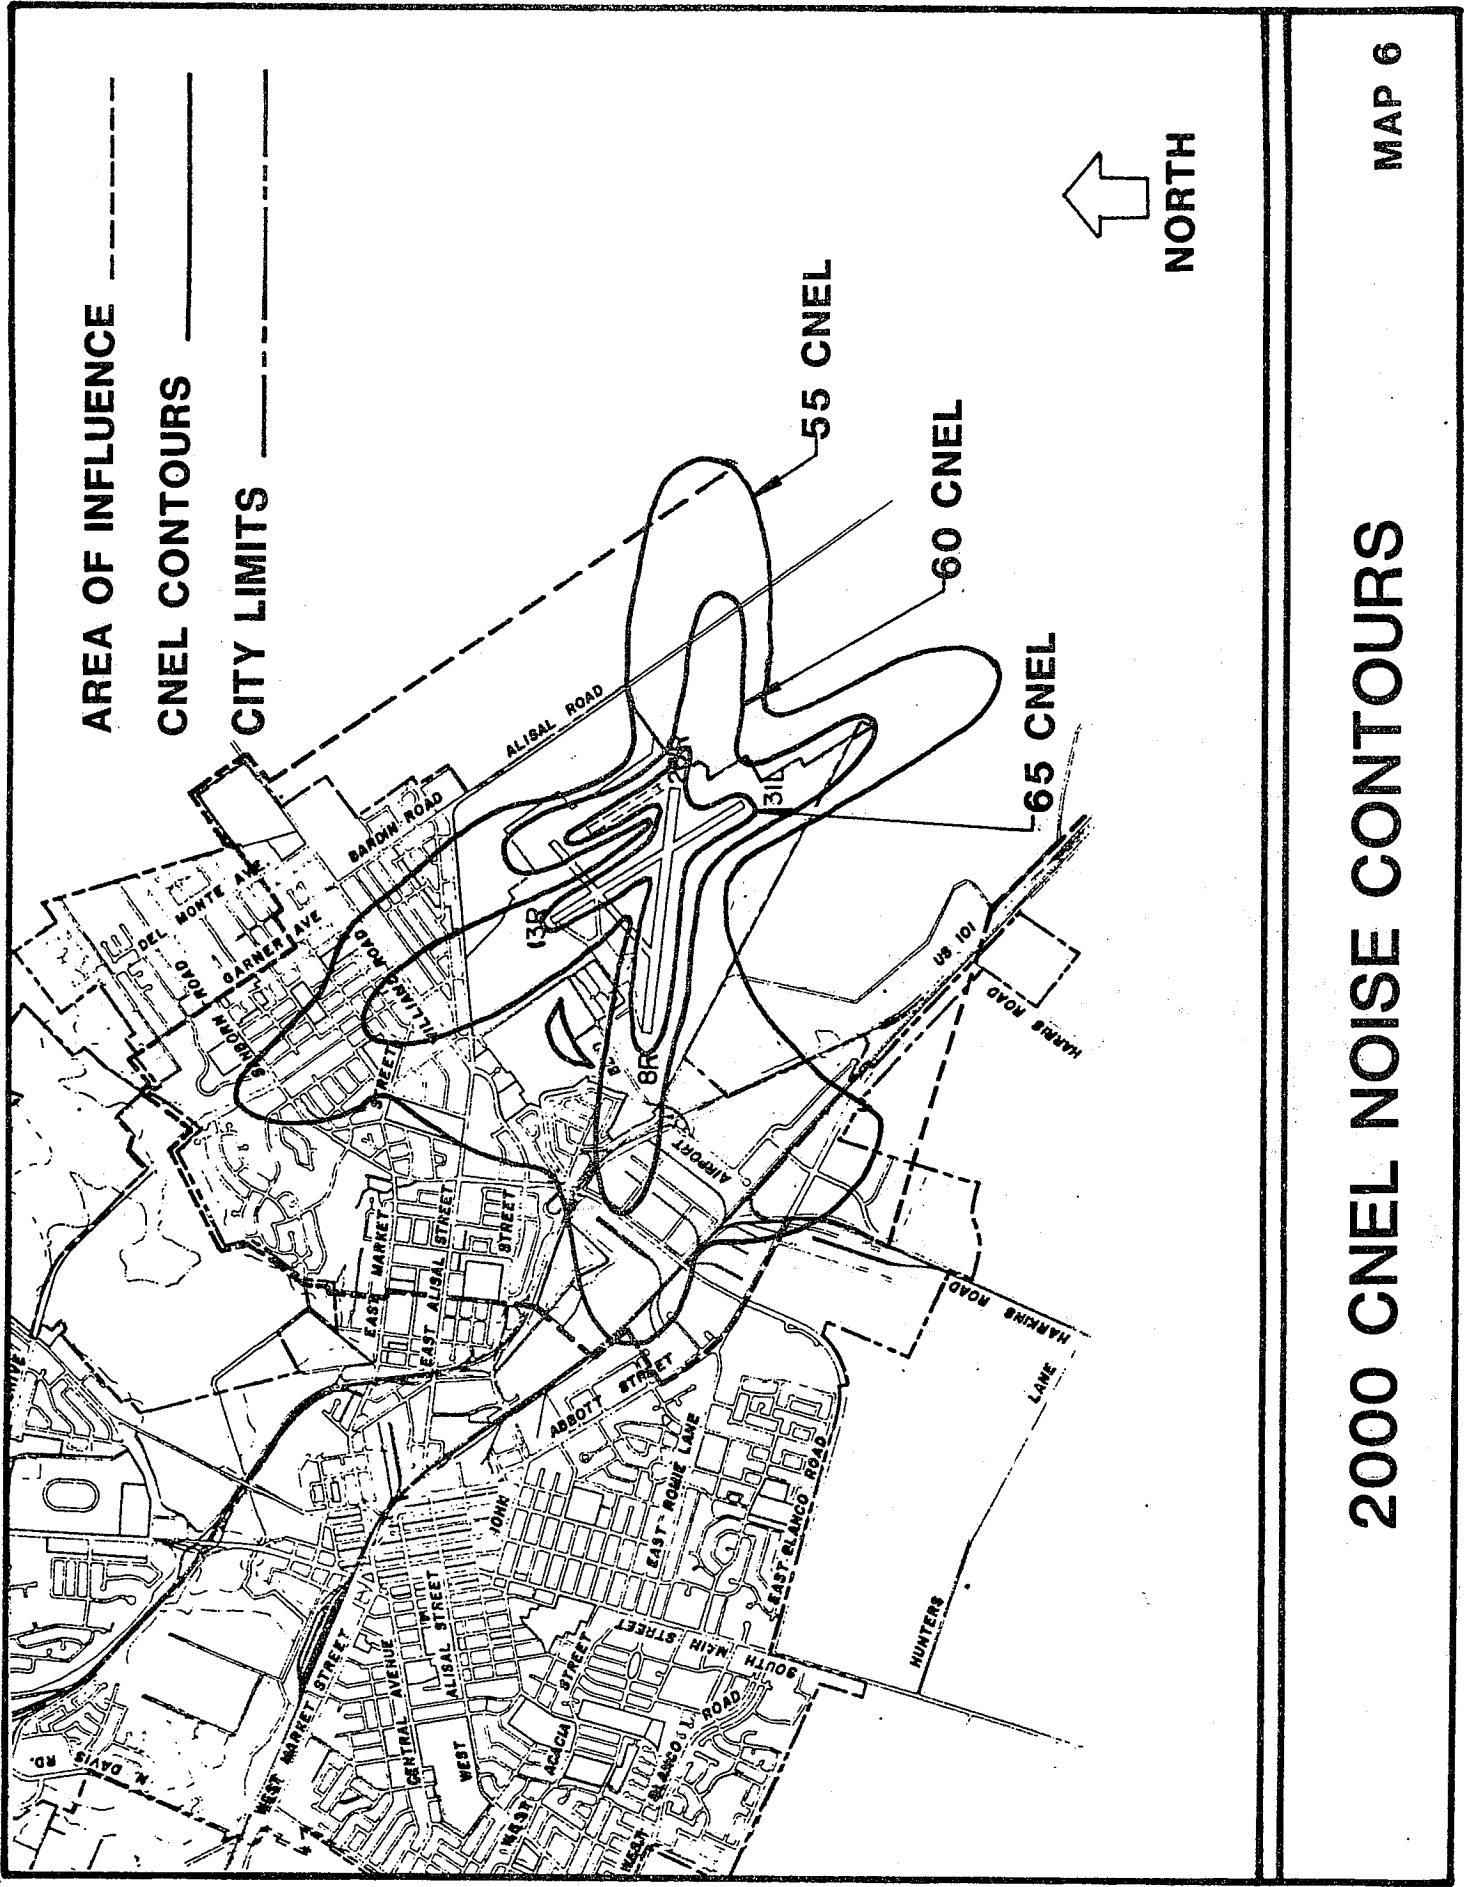 AREA OF INFLUENCE
CNEL CONTOURS
CITY LIMITS
NORTH
55 CNEL
60 CNEL
65 CNEL
ALISAL ROAD
BARDIN ROAD
DEL MONTE AVE.
GARNER AVE
SANBORN ROAD
WILLIAMS ROAD
STREET
13R
31L
8R
AIRPORT
US 101
HARRIS ROAD
HARKINS ROAD
EAST MARKET
EAST ALISAL STREET
STREET
JOHN
ABBOTT STREET
EAST ROMIE LANE
EAST BLANCO ROAD
HUNTERS LANE
SOUTH MAIN STREET
WEST MARKET STREET
CENTRAL AVENUE
WEST ALISAL STREET
WEST ACACIA STREET
WEST BLANCO ROAD
N. DAVIS RD.
2000 CNEL NOISE CONTOURS
MAP 6